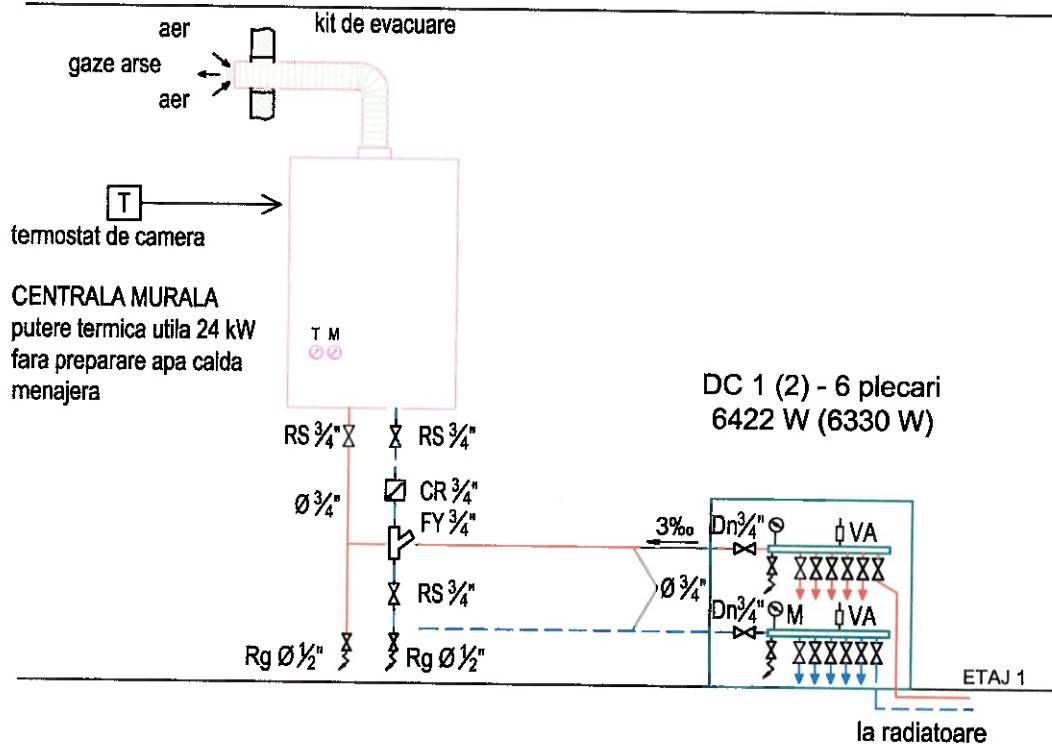 aer
kit de evacuare
gaze arse
aer
T
termostat de camera
CENTRALA MURALA
putere termica utila 24 kW
fara preparare apa calda
menajera
T M
DC 1 (2) - 6 plecari
6422 W (6330 W)
RS ¾"
RS ¾"
Ø ¾"
CR ¾"
FY ¾"
3‰
Dn¾"
VA
RS ¾"
Ø ¾"
Dn¾"
M
VA
Rg Ø ½"
Rg Ø ½"
ETAJ 1
la radiatoare